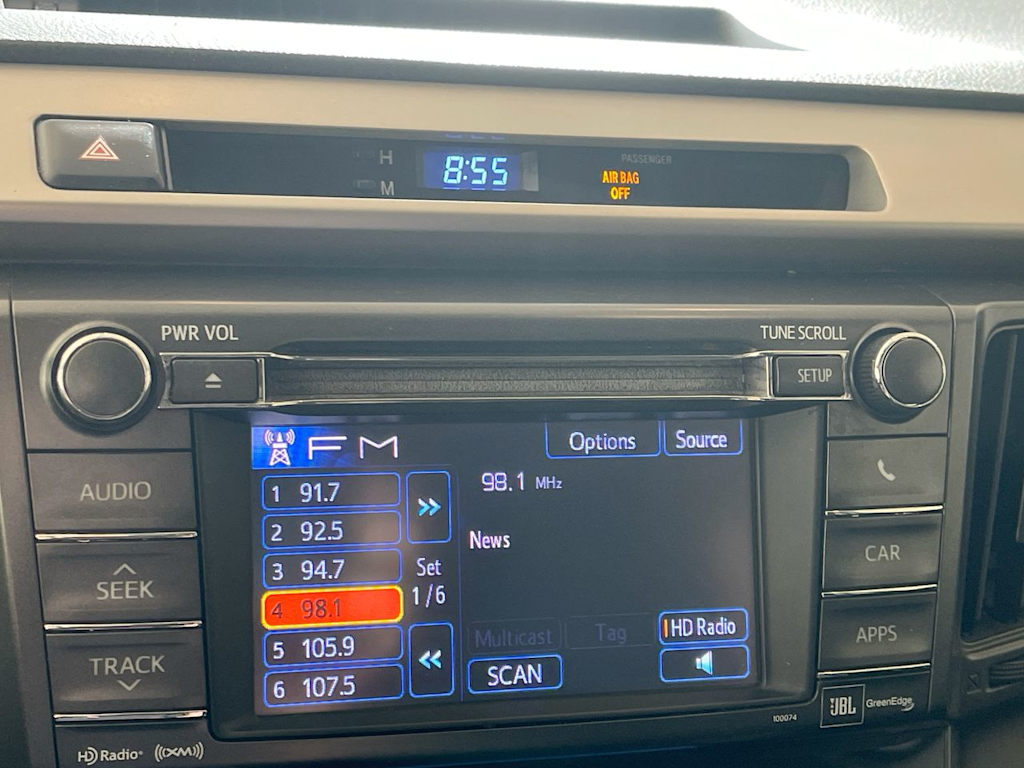 H
8:55
PASSENGER
M
AIR BAG
OFF
PWR VOL
TUNE SCROLL
SETUP
FM
Options
Source
AUDIO
1 91.7
98.1 MHz
2 92.5
News
CAR
SEEK
3 94.7
Set
4 98.1
1/6
TRACK
5 105.9
Multicast
Tag
HD Radio
APPS
6 107.5
SCAN
100074
JBL
GreenEdge
HD Radio
((XM))